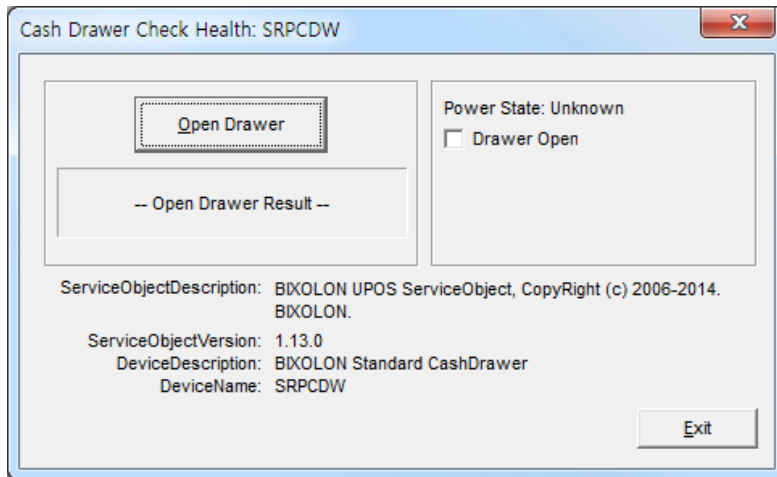 Cash Drawer Check Health: SRPCDW
Open Drawer
-- Open Drawer Result --
Power State: Unknown
Drawer Open
ServiceObjectDescription: BIXOLON UPOS ServiceObject, CopyRight (c) 2006-2014.
BIXOLON.
ServiceObjectVersion: 1.13.0
DeviceDescription: BIXOLON Standard CashDrawer
DeviceName: SRPCDW
Exit